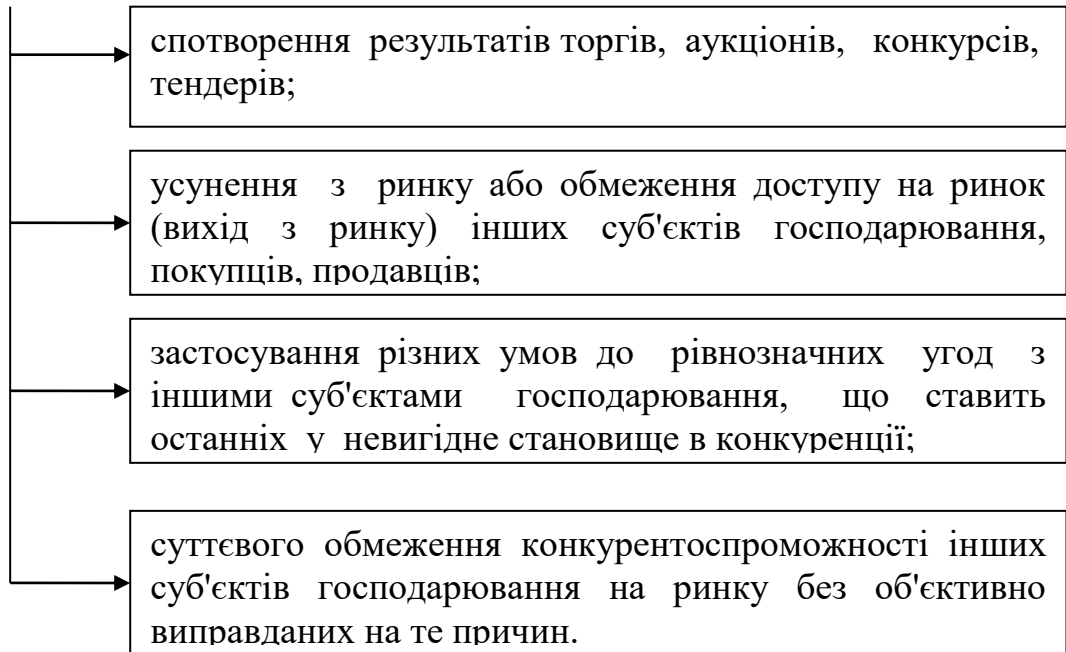 спотворення результатів торгів, аукціонів, конкурсів,
тендерів;
усунення з ринку або обмеження доступу на ринок
(вихід з ринку) інших суб'єктів господарювання,
покупців, продавців;
застосування різних умов до рівнозначних угод з
іншими суб'єктами господарювання, що ставить
останніх у невигідне становище в конкуренції;
суттєвого обмеження конкурентоспроможності інших
суб'єктів господарювання на ринку без об'єктивно
виправданих на те причин.